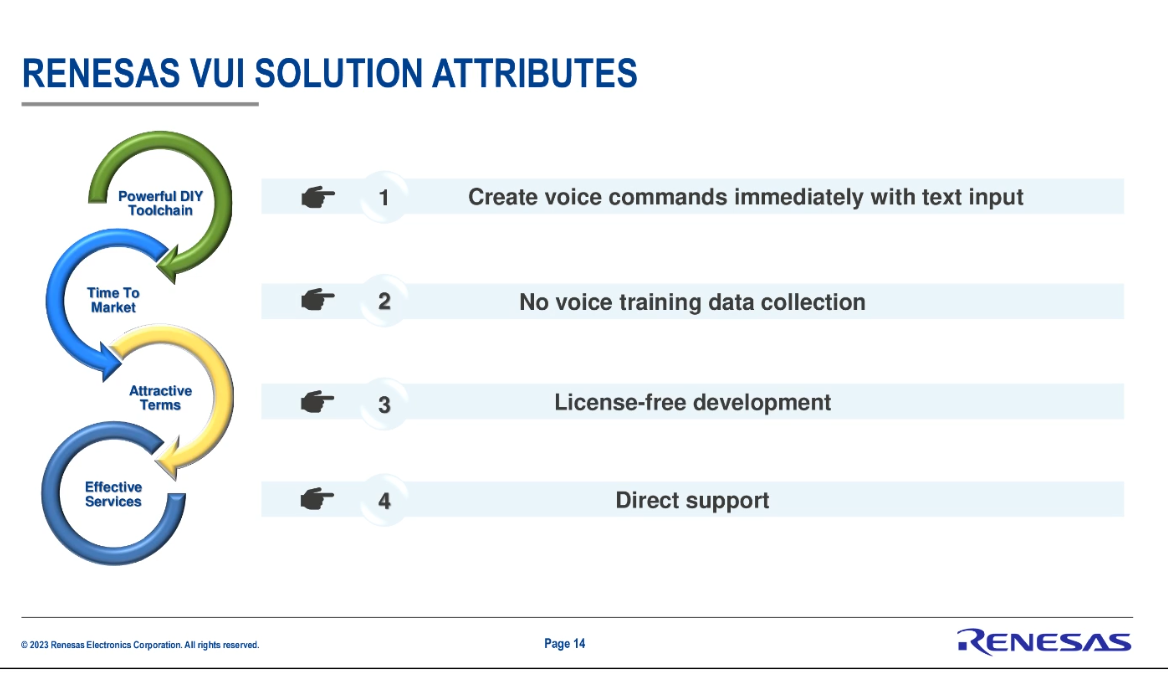 RENESAS VUI SOLUTION ATTRIBUTES
Powerful DIY
Toolchain
1
Create voice commands immediately with text input
Time To
Market
2
No voice training data collection
Attractive
Terms
3
License-free development
Effective
Services
4
Direct support
© 2023 Renesas Electronics Corporation. All rights reserved.
Page 14
RENESAS